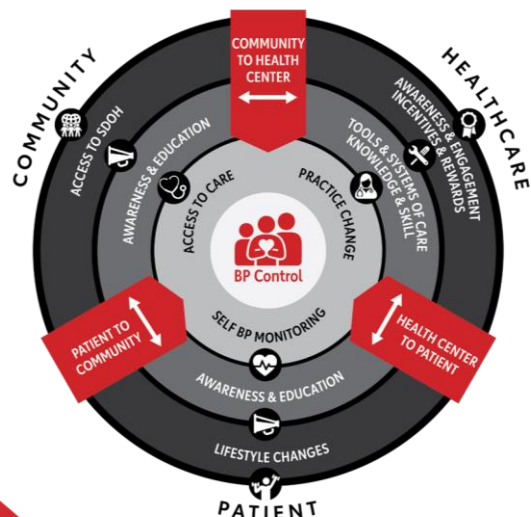 COMMUNITY
TO HEALTH
CENTER
COMMUNITY
HEALTHCARE
ACCESS TO SDOH
AWARENESS & EDUCATION
ACCESS TO CARE
AWARENESS & ENGAGEMENT
INCENTIVES & REWARDS
TOOLS & SYSTEMS OF CARE
KNOWLEDGE & SKILL
PRACTICE CHANGE
BP Control
PATIENT TO
COMMUNITY
HEALTH CENTER
TO PATIENT
SELF BP MONITORING
AWARENESS & EDUCATION
LIFESTYLE CHANGES
PATIENT